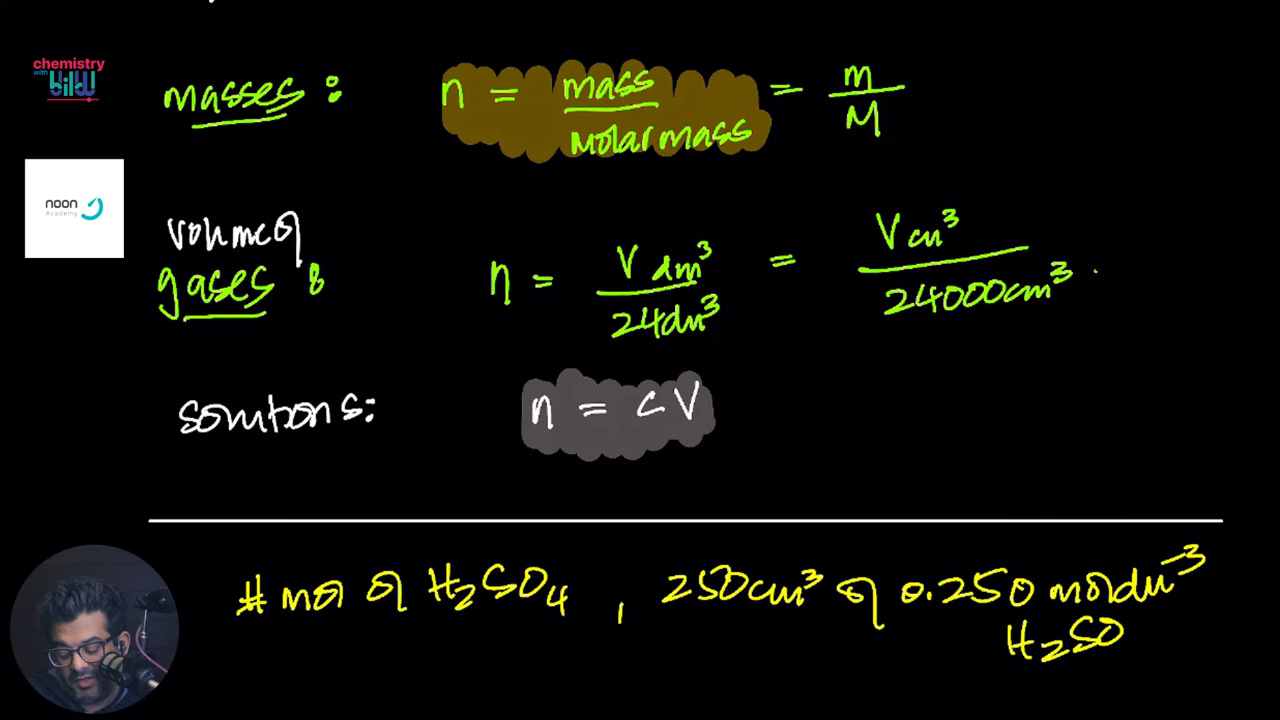 chemistry
with
bildu
masses : n = mass / molar mass = m / M
noon
Academy
volume of
gases : n = V dm³ / 24dm³ = V cm³ / 24000cm³
solutions: n = cV
# mol of H₂SO₄ , 250cm³ of 0.250 mol dm⁻³
H₂SO